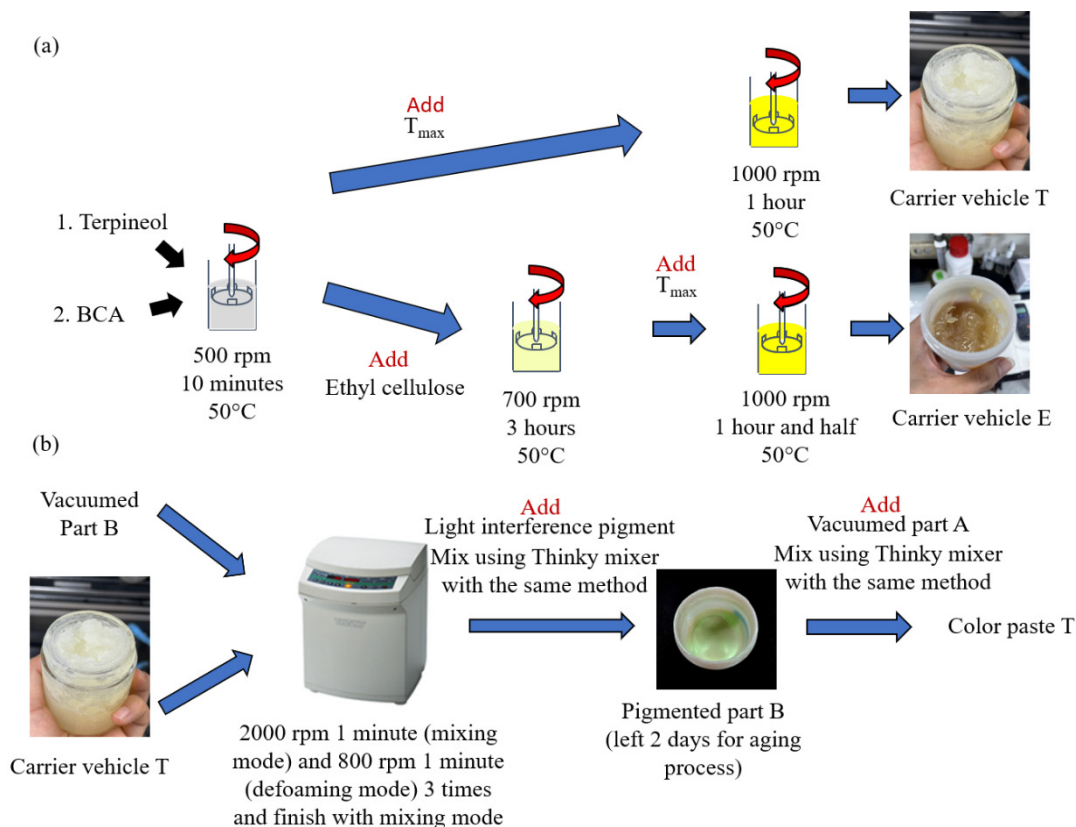 (a)
Add
T_max
1000 rpm
1 hour
50°C
Carrier vehicle T
1. Terpineol
2. BCA
500 rpm
10 minutes
50°C
Add
Ethyl cellulose
700 rpm
3 hours
50°C
Add
T_max
1000 rpm
1 hour and half
50°C
Carrier vehicle E
(b)
Vacuumed
Part B
Carrier vehicle T
2000 rpm 1 minute (mixing
mode) and 800 rpm 1 minute
(defoaming mode) 3 times
and finish with mixing mode
Add
Light interference pigment
Mix using Thinky mixer
with the same method
Pigmented part B
(left 2 days for aging
process)
Add
Vacuumed part A
Mix using Thinky mixer
with the same method
Color paste T